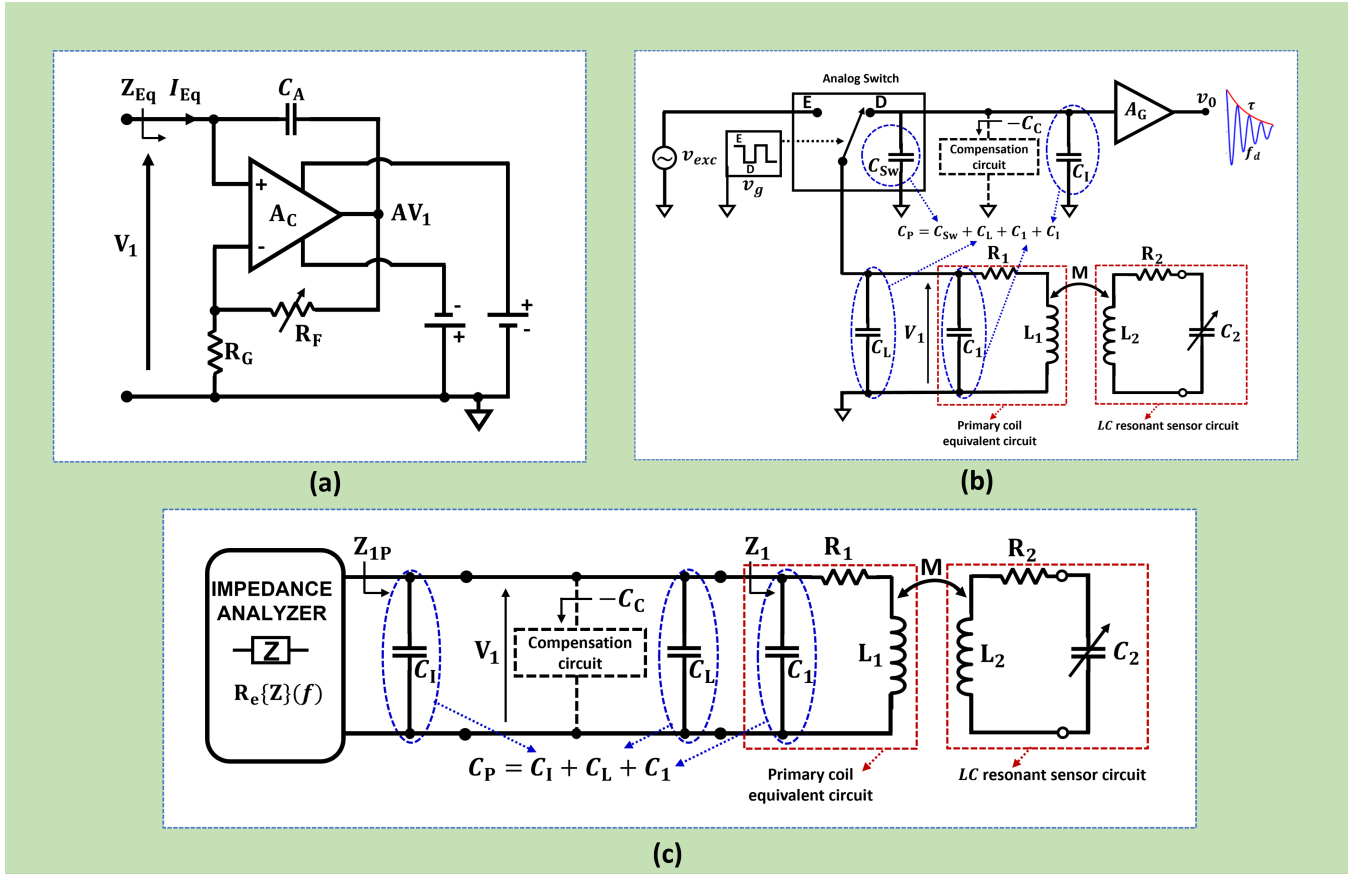 Z_Eq I_Eq C_A
+
A_C AV_1
-
V_1
R_F
R_G
- +
+ -
(a)
Analog Switch
E D
A_G v_0
τ
f_d
−C_C
Compensation
circuit
v_exc
E
D
v_g
C_Sw
C_I
C_P = C_Sw + C_L + C_1 + C_I
R_1 R_2
M
V_1
C_L C_1 L_1 L_2 C_2
Primary coil
equivalent circuit
LC resonant sensor circuit
(b)
IMPEDANCE
ANALYZER
Z
R_e{Z}(f)
Z_1P
Z_1 R_1 R_2
M
−C_C
V_1
Compensation
circuit
C_I C_L C_1 L_1 L_2 C_2
C_P = C_I + C_L + C_1
Primary coil
equivalent circuit
LC resonant sensor circuit
(c)